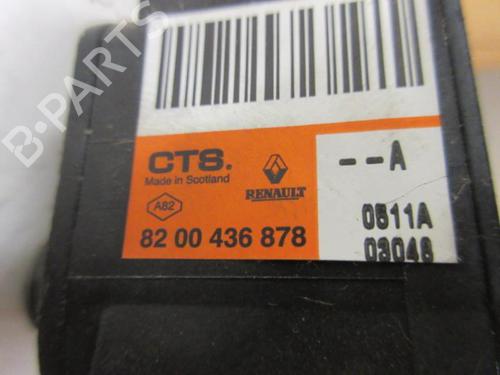 B-PARTS
CTS.
Made in Scotland
A82
RENAULT
82 00 436 878
--A
0511A
03048